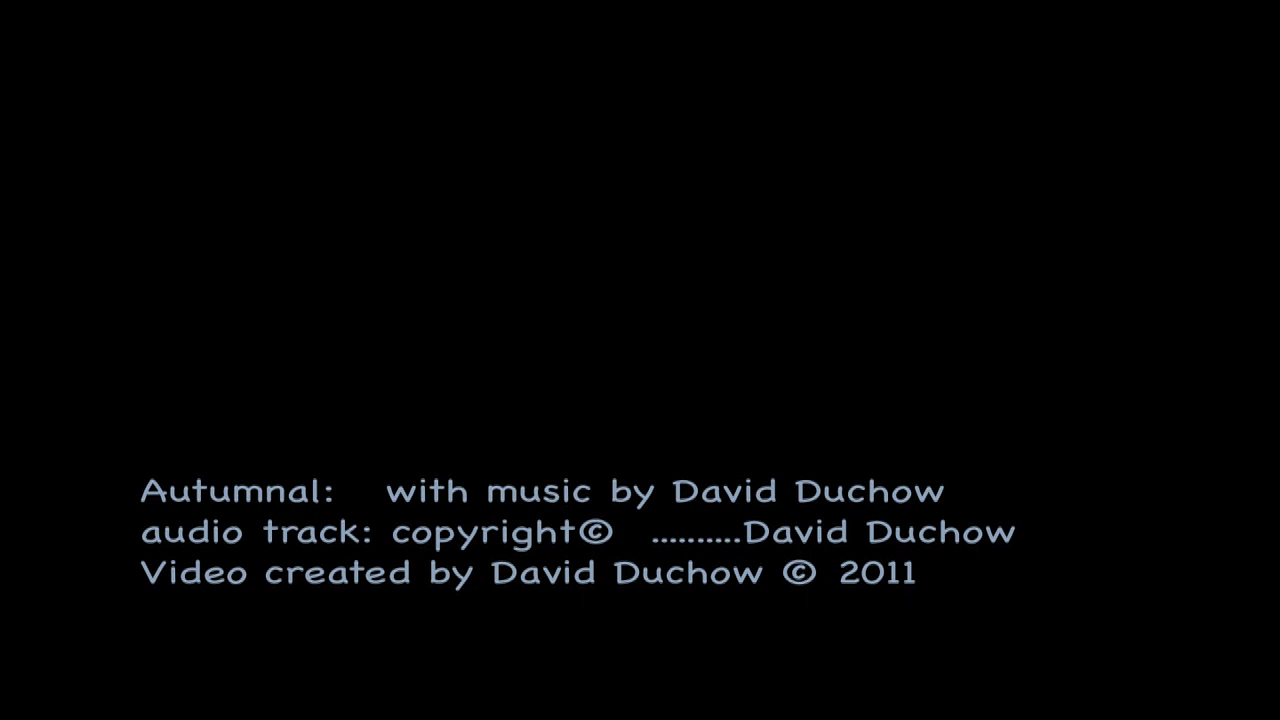 Autumnal:   with music by David Duchow
audio track: copyright©  ..........David Duchow
Video created by David Duchow © 2011